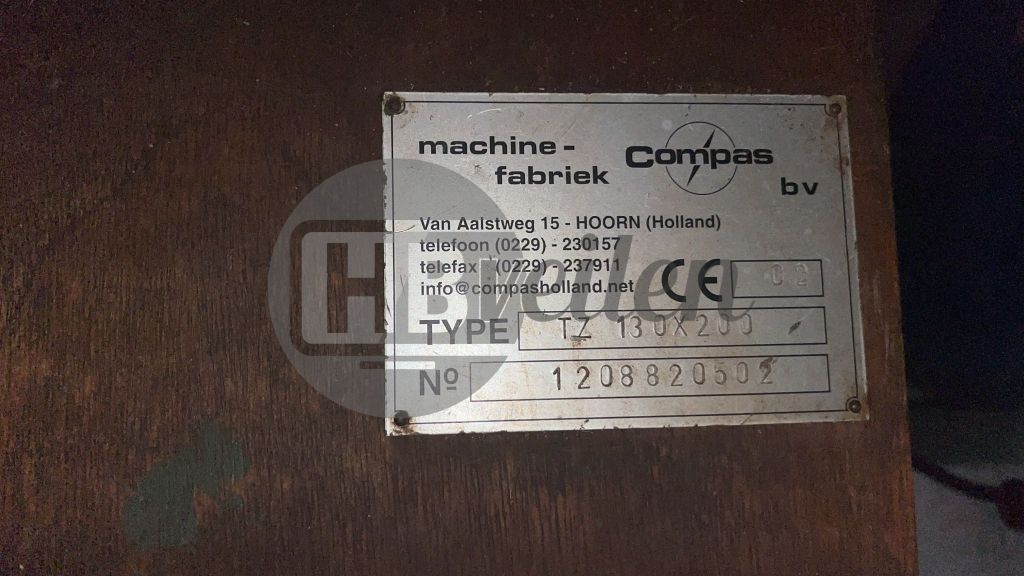 machine -
fabriek
Compas
bv
Van Aalstweg 15 - HOORN (Holland)
telefoon (0229) - 230157
telefax (0229) - 237911
info@compasholland.net
CE 02
TYPE TZ 130X200
Nº 1208820502
HBveilen